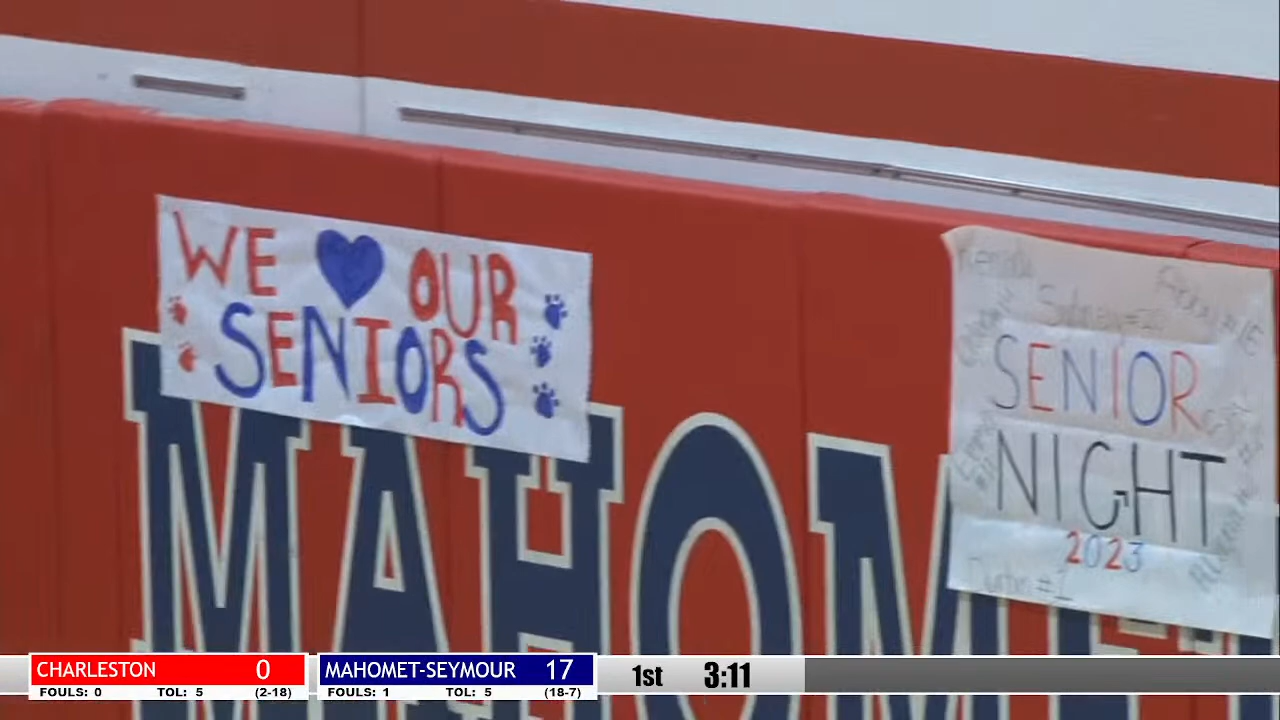 WE ♥ OUR
SENIORS
SENIOR
NIGHT
2023
MAHOMET
CHARLESTON 0
FOULS: 0 TOL: 5 (2-18)
MAHOMET-SEYMOUR 17
FOULS: 1 TOL: 5 (18-7)
1st 3:11